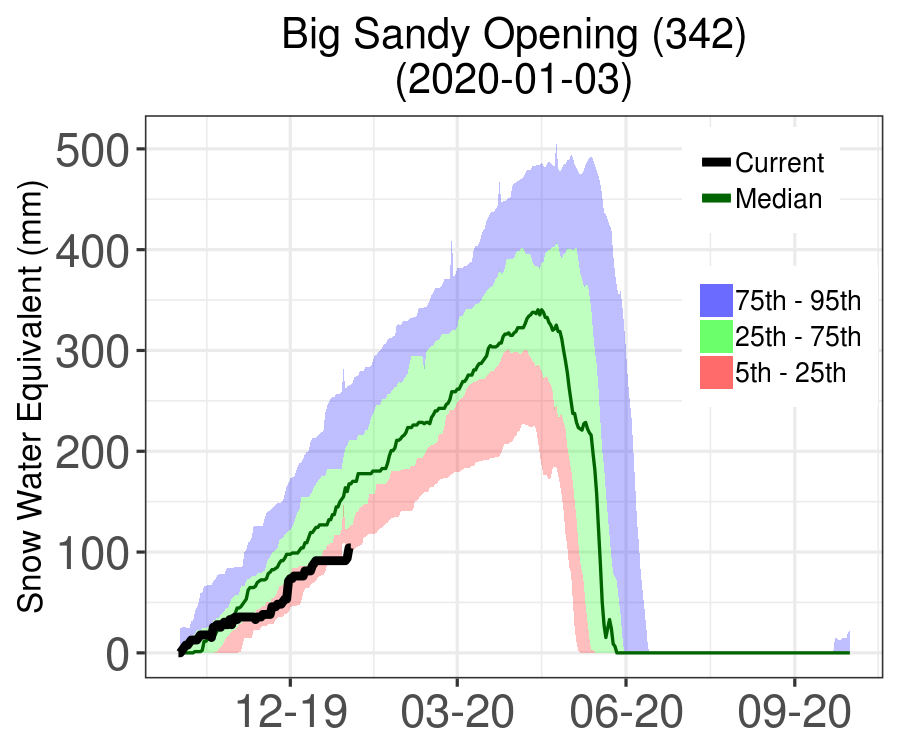 Big Sandy Opening (342)
(2020-01-03)
Snow Water Equivalent (mm)
500
400
300
200
100
0
12-19 03-20 06-20 09-20
Current
Median
75th - 95th
25th - 75th
5th - 25th